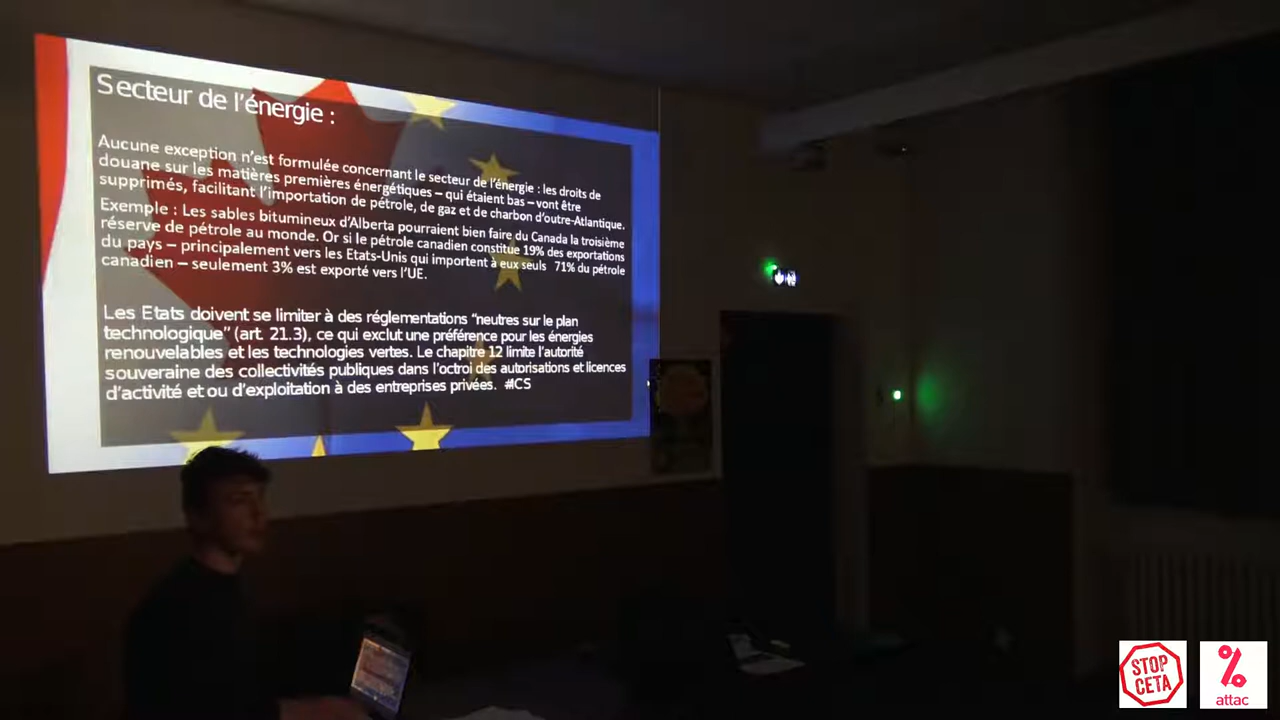 Secteur de l'énergie :
Aucune exception n'est formulée concernant le secteur de l'énergie : les droits de
douane sur les matières premières énergétiques – qui étaient bas – vont être
supprimés, facilitant l'importation de pétrole, de gaz et de charbon d'outre-Atlantique.
Exemple : Les sables bitumineux d'Alberta pourraient bien faire du Canada la troisième
réserve de pétrole au monde. Or si le pétrole canadien constitue 19% des exportations
du pays – principalement vers les Etats-Unis qui importent à eux seuls 71% du pétrole
canadien – seulement 3% est exporté vers l'UE.
Les Etats doivent se limiter à des réglementations "neutres sur le plan
technologique" (art. 21.3), ce qui exclut une préférence pour les énergies
renouvelables et les technologies vertes. Le chapitre 12 limite l'autorité
souveraine des collectivités publiques dans l'octroi des autorisations et licences
d'activité et ou d'exploitation à des entreprises privées. #ICS
STOP
CETA
%
attac